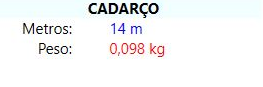 CADARÇO
Metros: 14 m
Peso: 0,098 kg